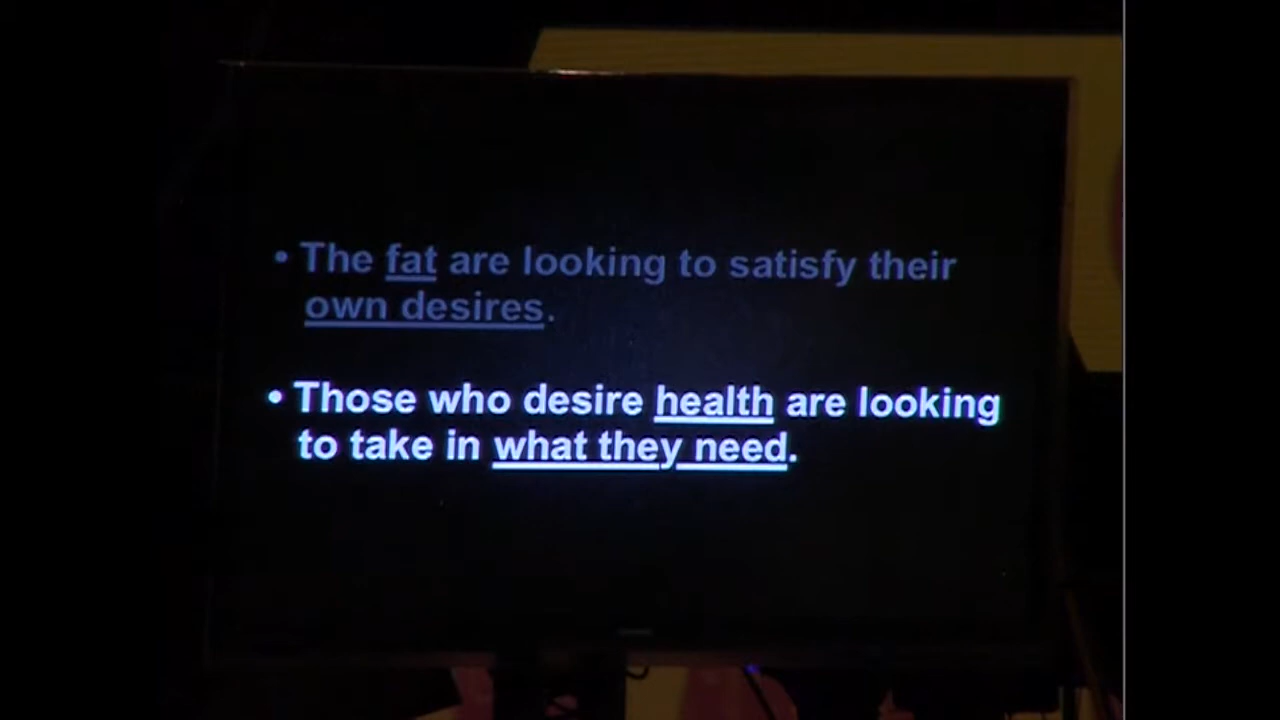 • The fat are looking to satisfy their
own desires.
• Those who desire health are looking
to take in what they need.